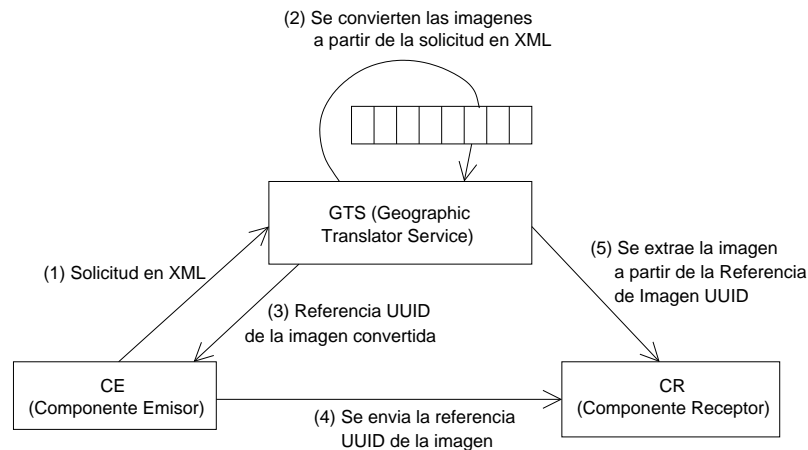 (2) Se convierten las imagenes
a partir de la solicitud en XML
GTS (Geographic
Translator Service)
(1) Solicitud en XML
(5) Se extrae la imagen
a partir de la Referencia
de Imagen UUID
(3) Referencia UUID
de la imagen convertida
CE
(Componente Emisor)
CR
(Componente Receptor)
(4) Se envia la referencia
UUID de la imagen